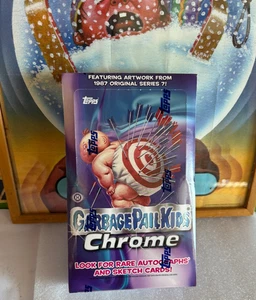 FEATURING ARTWORK FROM
1987 ORIGINAL SERIES 7!
Topps
GARBAGE PAIL KIDS
Chrome
LOOK FOR RARE AUTOGRAPHS
AND SKETCH CARDS!